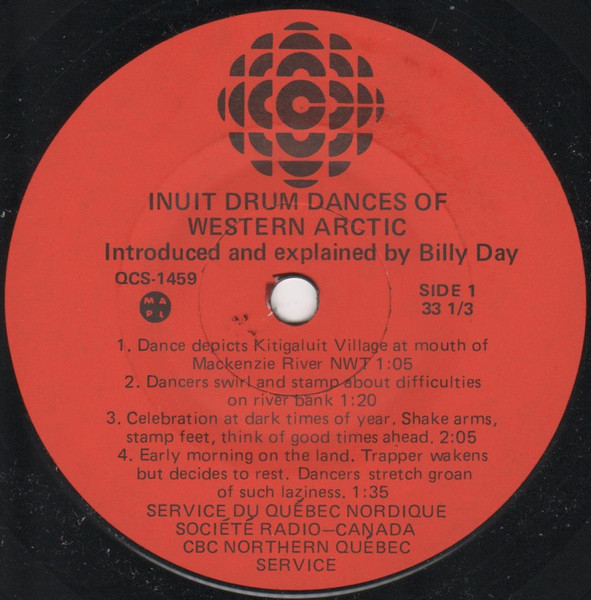 INUIT DRUM DANCES OF
WESTERN ARCTIC
Introduced and explained by Billy Day
QCS-1459
M A
P L
SIDE 1
33 1/3
1. Dance depicts Kitigaluit Village at mouth of
Mackenzie River NWT 1:05
2. Dancers swirl and stamp about difficulties
on river bank 1:20
3. Celebration at dark times of year. Shake arms,
stamp feet, think of good times ahead. 2:05
4. Early morning on the land. Trapper wakens
but decides to rest. Dancers stretch groan
of such laziness. 1:35
SERVICE DU QUÉBEC NORDIQUE
SOCIÉTÉ RADIO-CANADA
CBC NORTHERN QUÉBEC
SERVICE